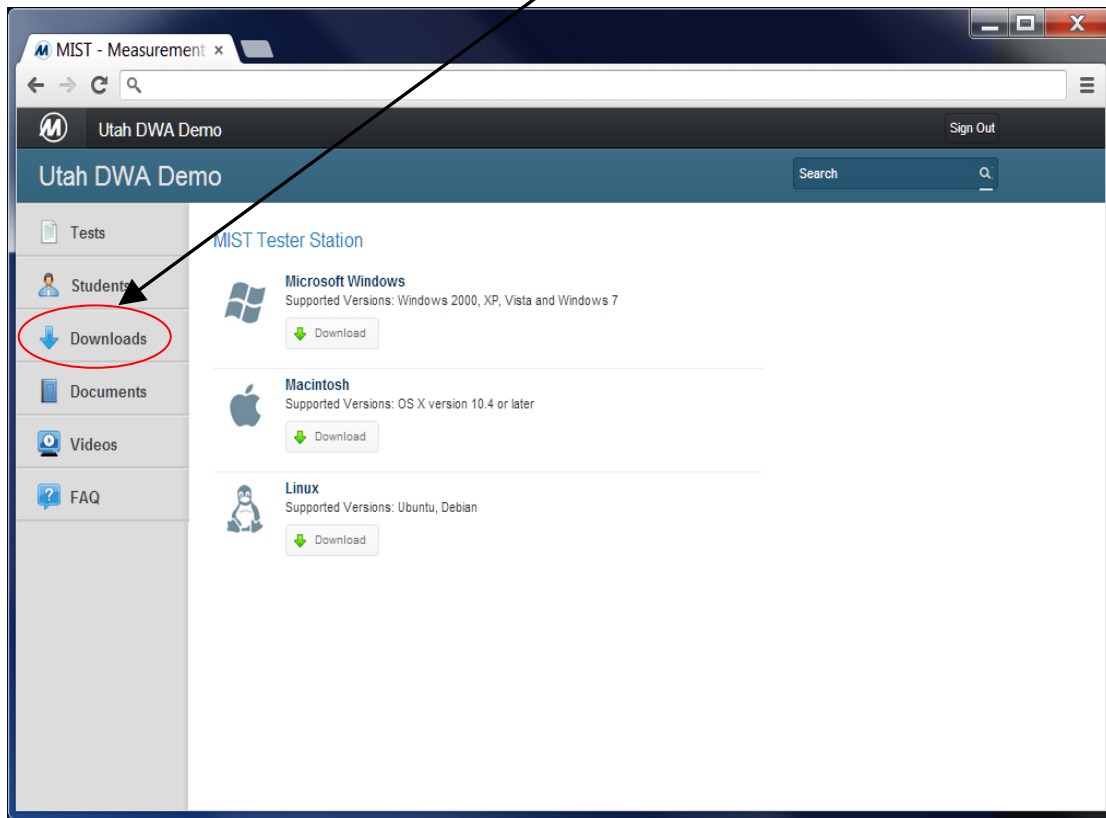 MIST - Measurement ×
Utah DWA Demo
Sign Out
Utah DWA Demo
Search
Tests
Students
Downloads
Documents
Videos
FAQ
MIST Tester Station
Microsoft Windows
Supported Versions: Windows 2000, XP, Vista and Windows 7
Download
Macintosh
Supported Versions: OS X version 10.4 or later
Download
Linux
Supported Versions: Ubuntu, Debian
Download